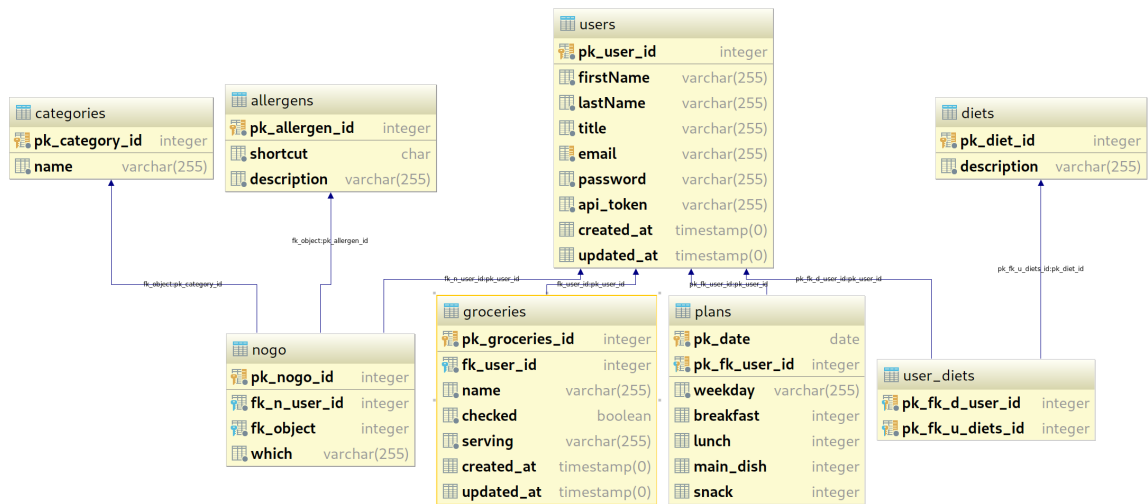 users
pk_user_id integer
firstName varchar(255)
lastName varchar(255)
title varchar(255)
email varchar(255)
password varchar(255)
api_token varchar(255)
created_at timestamp(0)
updated_at timestamp(0)
categories
pk_category_id integer
name varchar(255)
allergens
pk_allergen_id integer
shortcut char
description varchar(255)
diets
pk_diet_id integer
description varchar(255)
fk_object:pk_allergen_id
fk_object:pk_category_id
fk_n_user_id:pk_user_id
fk_user_id:pk_user_id
pk_fk_user_id:pk_user_id
pk_fk_d_user_id:pk_user_id
pk_fk_u_diets_id:pk_diet_id
nogo
pk_nogo_id integer
fk_n_user_id integer
fk_object integer
which varchar(255)
groceries
pk_groceries_id integer
fk_user_id integer
name varchar(255)
checked boolean
serving varchar(255)
created_at timestamp(0)
updated_at timestamp(0)
plans
pk_date date
pk_fk_user_id integer
weekday varchar(255)
breakfast integer
lunch integer
main_dish integer
snack integer
user_diets
pk_fk_d_user_id integer
pk_fk_u_diets_id integer